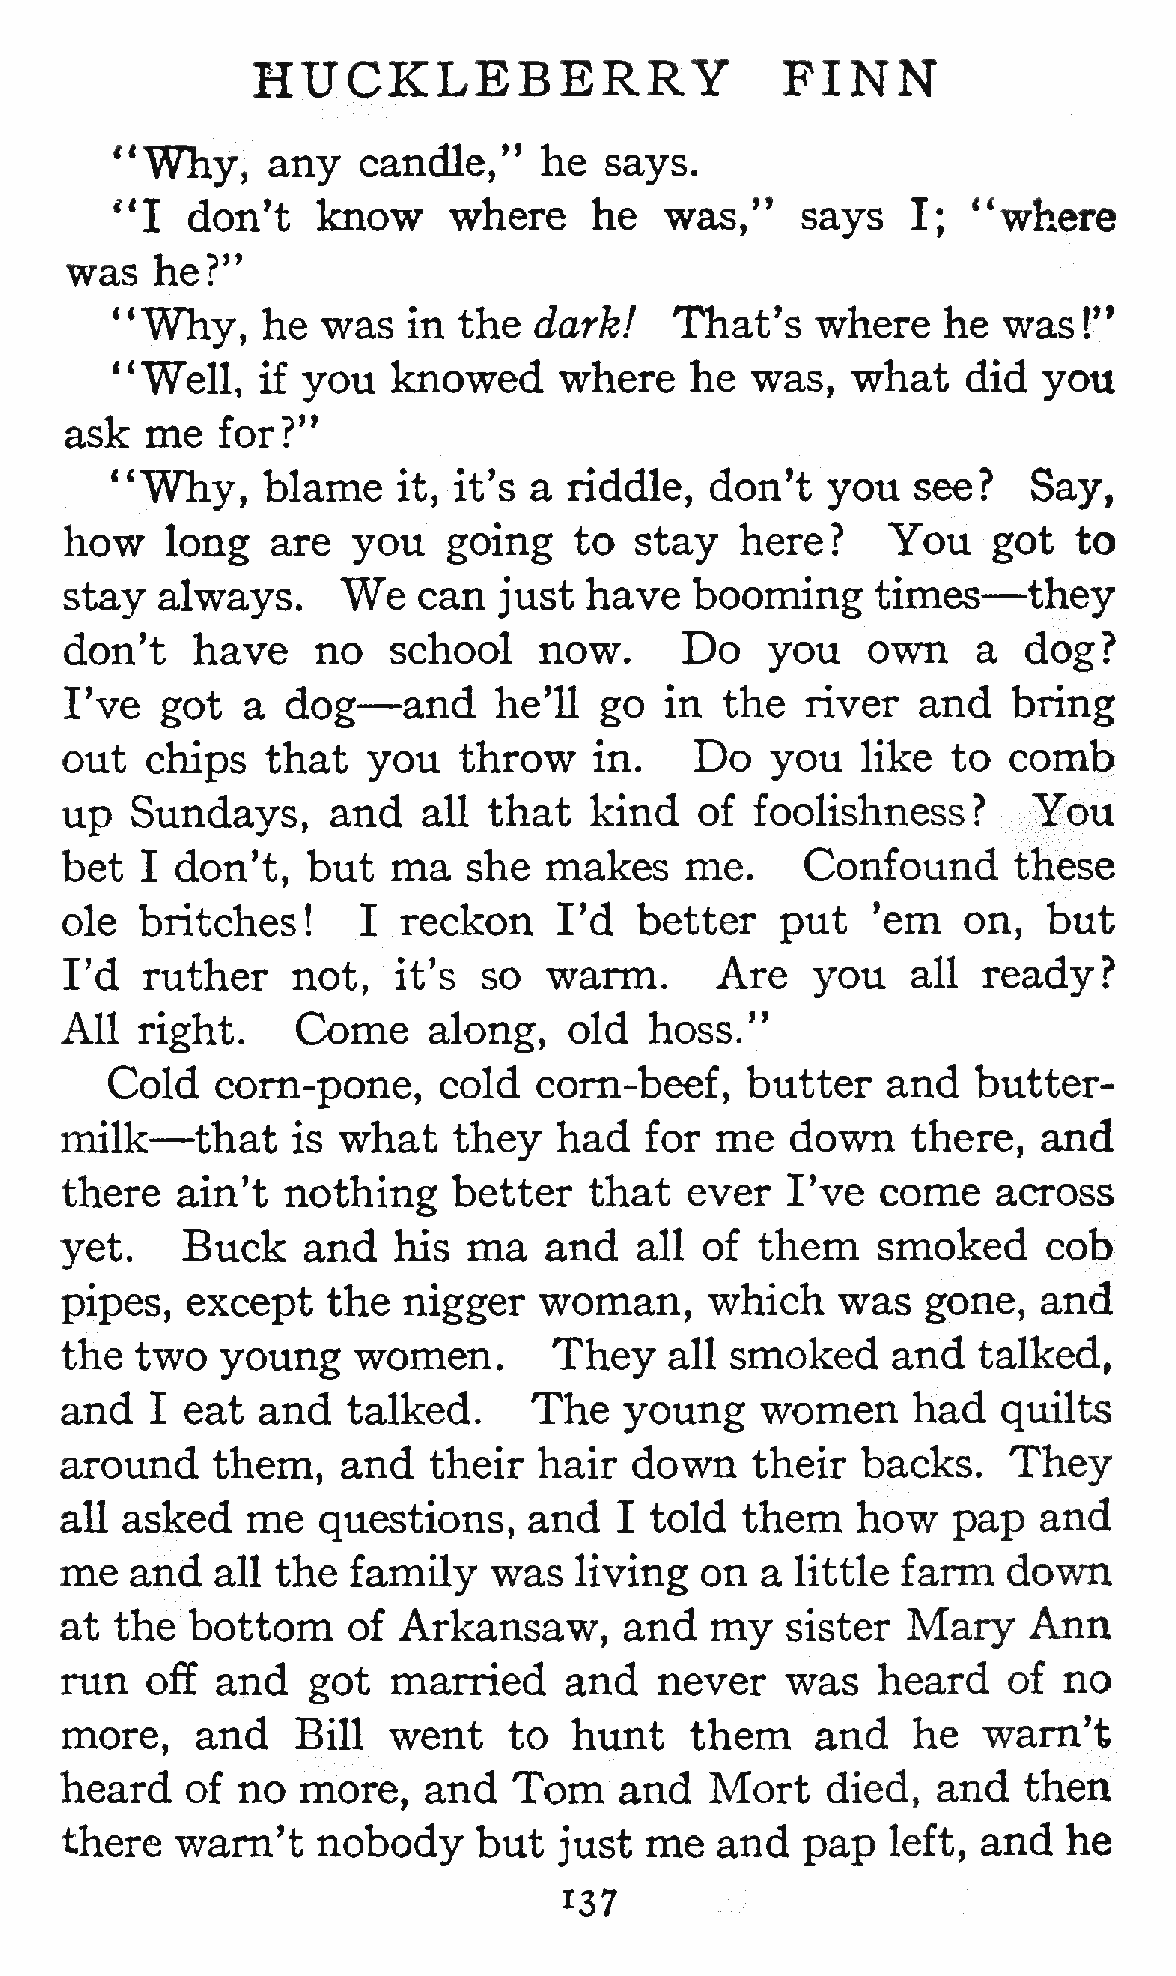 HUCKLEBERRY FINN
"Why, any candle," he says.
"I don't know where he was," says I; "where
was he?"
"Why, he was in the dark! That's where he was!"
"Well, if you knowed where he was, what did you
ask me for?"
"Why, blame it, it's a riddle, don't you see? Say,
how long are you going to stay here? You got to
stay always. We can just have booming times—they
don't have no school now. Do you own a dog?
I've got a dog—and he'll go in the river and bring
out chips that you throw in. Do you like to comb
up Sundays, and all that kind of foolishness? You
bet I don't, but ma she makes me. Confound these
ole britches! I reckon I'd better put 'em on, but
I'd ruther not, it's so warm. Are you all ready?
All right. Come along, old hoss."
Cold corn-pone, cold corn-beef, butter and butter-
milk—that is what they had for me down there, and
there ain't nothing better that ever I've come across
yet. Buck and his ma and all of them smoked cob
pipes, except the nigger woman, which was gone, and
the two young women. They all smoked and talked,
and I eat and talked. The young women had quilts
around them, and their hair down their backs. They
all asked me questions, and I told them how pap and
me and all the family was living on a little farm down
at the bottom of Arkansaw, and my sister Mary Ann
run off and got married and never was heard of no
more, and Bill went to hunt them and he warn't
heard of no more, and Tom and Mort died, and then
there warn't nobody but just me and pap left, and he
137